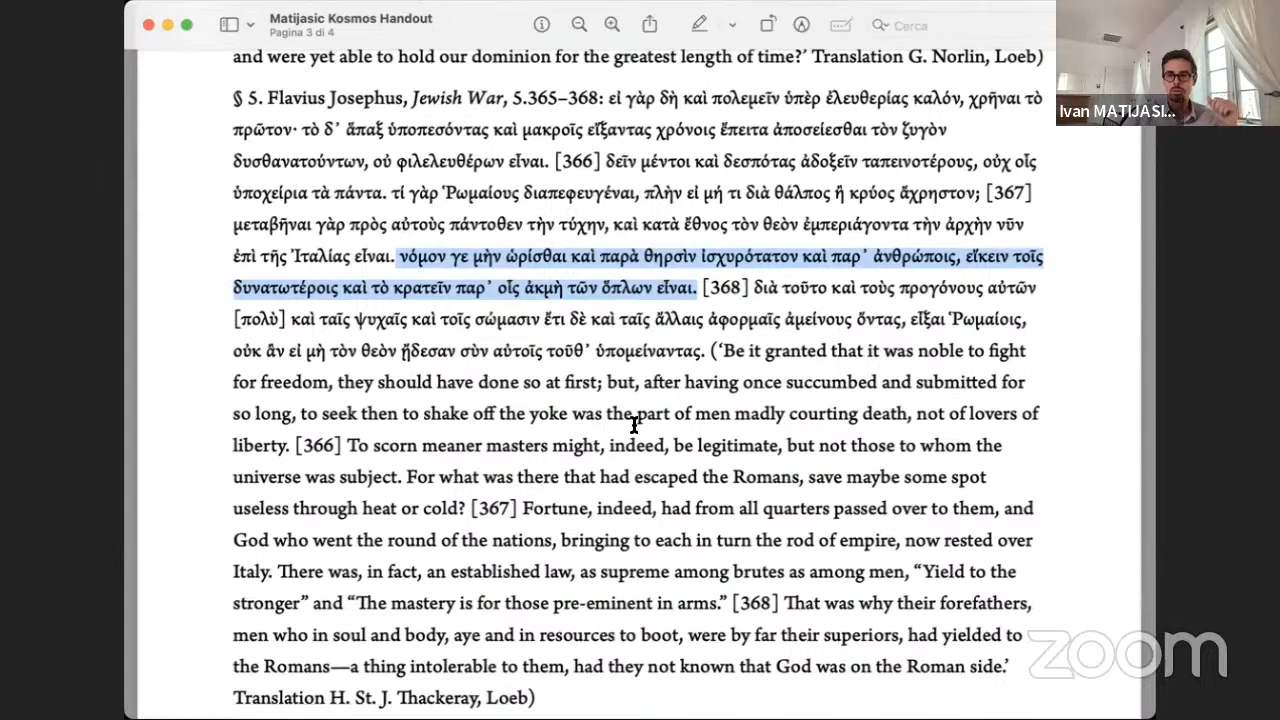 Matijasic Kosmos Handout
Pagina 3 di 4
Cerca
Ivan MATIJASI...
and were yet able to hold our dominion for the greatest length of time?’ Translation G. Norlin, Loeb)
§ 5. Flavius Josephus, Jewish War, 5.365–368: εἰ γὰρ δὴ καὶ πολεμεῖν ὑπὲρ ἐλευθερίας καλόν, χρῆναι τὸ
πρῶτον· τὸ δ’ ἅπαξ ὑποπεσόντας καὶ μακροῖς εἴξαντας χρόνοις ἔπειτα ἀποσείεσθαι τὸν ζυγὸν
δυσθανατούντων, οὐ φιλελευθέρων εἶναι. [366] δεῖν μέντοι καὶ δεσπότας ἀδοξεῖν ταπεινοτέρους, οὐχ οἷς
ὑποχείρια τὰ πάντα. τί γὰρ Ῥωμαίους διαπεφευγέναι, πλὴν εἰ μή τι διὰ θάλπος ἢ κρύος ἄχρηστον; [367]
μεταβῆναι γὰρ πρὸς αὐτοὺς πάντοθεν τὴν τύχην, καὶ κατὰ ἔθνος τὸν θεὸν ἐμπεριάγοντα τὴν ἀρχὴν νῦν
ἐπὶ τῆς Ἰταλίας εἶναι. νόμον γε μὴν ὡρίσθαι καὶ παρὰ θηρσὶν ἰσχυρότατον καὶ παρ’ ἀνθρώποις, εἴκειν τοῖς
δυνατωτέροις καὶ τὸ κρατεῖν παρ’ οἷς ἀκμὴ τῶν ὅπλων εἶναι. [368] διὰ τοῦτο καὶ τοὺς προγόνους αὐτῶν
[πολὺ] καὶ ταῖς ψυχαῖς καὶ τοῖς σώμασιν ἔτι δὲ καὶ ταῖς ἄλλαις ἀφορμαῖς ἀμείνους ὄντας, εἶξαι Ῥωμαίοις,
οὐκ ἂν εἰ μὴ τὸν θεὸν ᾔδεσαν σὺν αὐτοῖς τοῦθ’ ὑπομείναντας. (‘Be it granted that it was noble to fight
for freedom, they should have done so at first; but, after having once succumbed and submitted for
so long, to seek then to shake off the yoke was the part of men madly courting death, not of lovers of
liberty. [366] To scorn meaner masters might, indeed, be legitimate, but not those to whom the
universe was subject. For what was there that had escaped the Romans, save maybe some spot
useless through heat or cold? [367] Fortune, indeed, had from all quarters passed over to them, and
God who went the round of the nations, bringing to each in turn the rod of empire, now rested over
Italy. There was, in fact, an established law, as supreme among brutes as among men, “Yield to the
stronger” and “The mastery is for those pre-eminent in arms.” [368] That was why their forefathers,
men who in soul and body, aye and in resources to boot, were by far their superiors, had yielded to
the Romans—a thing intolerable to them, had they not known that God was on the Roman side.’
Translation H. St. J. Thackeray, Loeb)
zoom